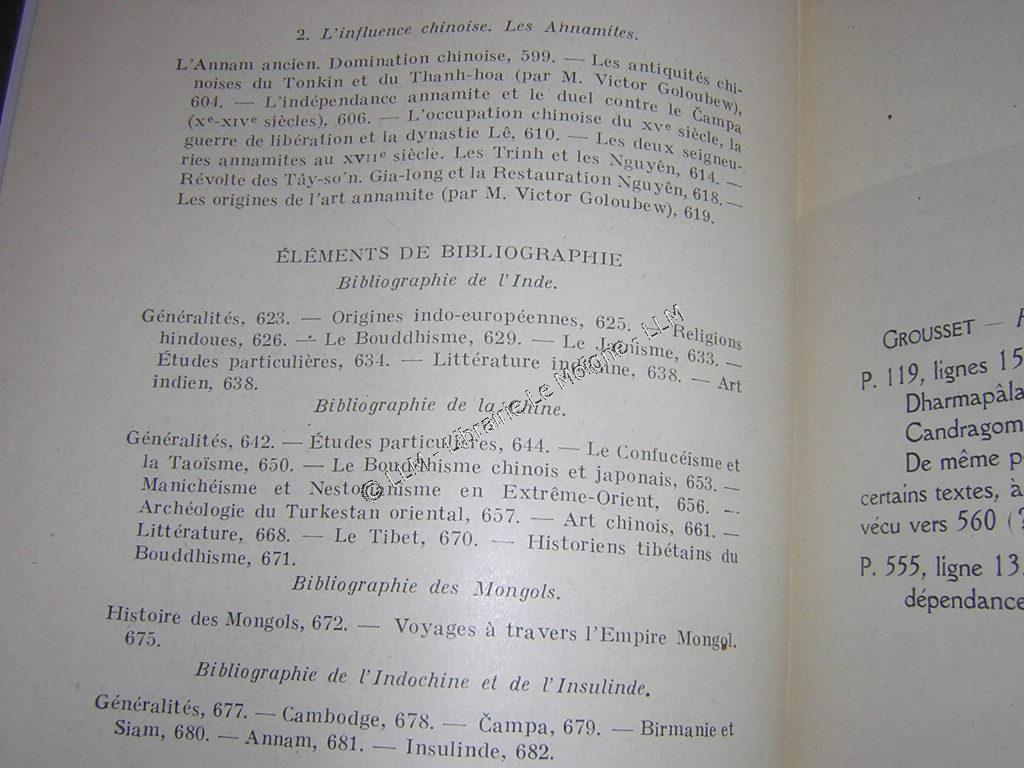 2. L'influence chinoise. Les Annamites.
L'Annam ancien. Domination chinoise, 599. — Les antiquités chi-
noises du Tonkin et du Thanh-hoa (par M. Victor Goloubew),
604. — L'indépendance annamite et le duel contre le Čampa
(xe-xive siècles), 606. — L'occupation chinoise du xve siècle, la
guerre de libération et la dynastie Lê, 610. — Les deux seigneu-
ries annamites au xviie siècle. Les Trinh et les Nguyên, 614. —
Révolte des Tây-so'n. Gia-long et la Restauration Nguyên, 618. —
Les origines de l'art annamite (par M. Victor Goloubew), 619.
ÉLÉMENTS DE BIBLIOGRAPHIE
Bibliographie de l'Inde.
Généralités, 623. — Origines indo-européennes, 625. — Religions
hindoues, 626. — Le Bouddhisme, 629. — Le Jaïnisme, 633. —
Études particulières, 634. — Littérature indienne, 638. — Art
indien, 638.
Bibliographie de la Chine.
Généralités, 642. — Études particulières, 644. — Le Confucéisme et
la Taoïsme, 650. — Le Bouddhisme chinois et japonais, 653. —
Manichéisme et Nestorianisme en Extrême-Orient, 656. —
Archéologie du Turkestan oriental, 657. — Art chinois, 661. —
Littérature, 668. — Le Tibet, 670. — Historiens tibétains du
Bouddhisme, 671.
Bibliographie des Mongols.
Histoire des Mongols, 672. — Voyages à travers l'Empire Mongol.
675.
Bibliographie de l'Indochine et de l'Insulinde.
Généralités, 677. — Cambodge, 678. — Čampa, 679. — Birmanie et
Siam, 680. — Annam, 681. — Insulinde, 682.
© LLM - Librairie Le Moigne - LLM
GROUSSET —
P. 119, lignes 15
Dharmapâla
Candragom
De même p
certains textes, à
vécu vers 560 (?
P. 555, ligne 13,
dépendance